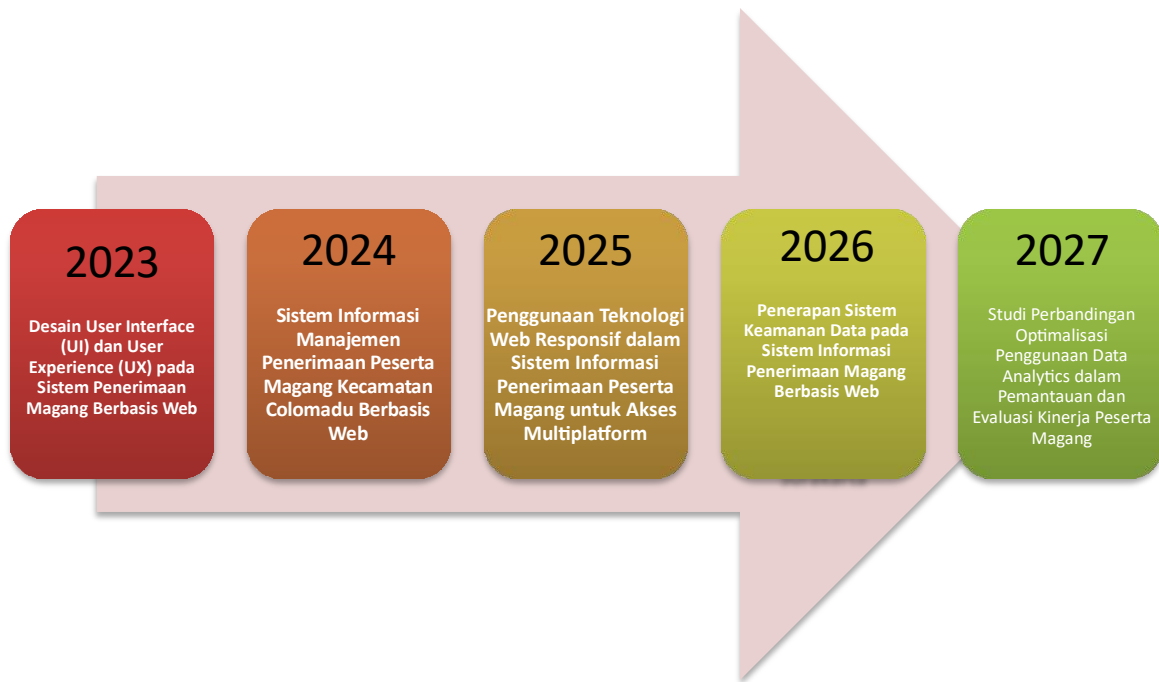 2023
Desain User Interface
(UI) dan User
Experience (UX) pada
Sistem Penerimaan
Magang Berbasis Web
2024
Sistem Informasi
Manajemen
Penerimaan Peserta
Magang Kecamatan
Colomadu Berbasis
Web
2025
Penggunaan Teknologi
Web Responsif dalam
Sistem Informasi
Penerimaan Peserta
Magang untuk Akses
Multiplatform
2026
Penerapan Sistem
Keamanan Data pada
Sistem Informasi
Penerimaan Magang
Berbasis Web
2027
Studi Perbandingan
Optimalisasi
Penggunaan Data
Analytics dalam
Pemantauan dan
Evaluasi Kinerja Peserta
Magang